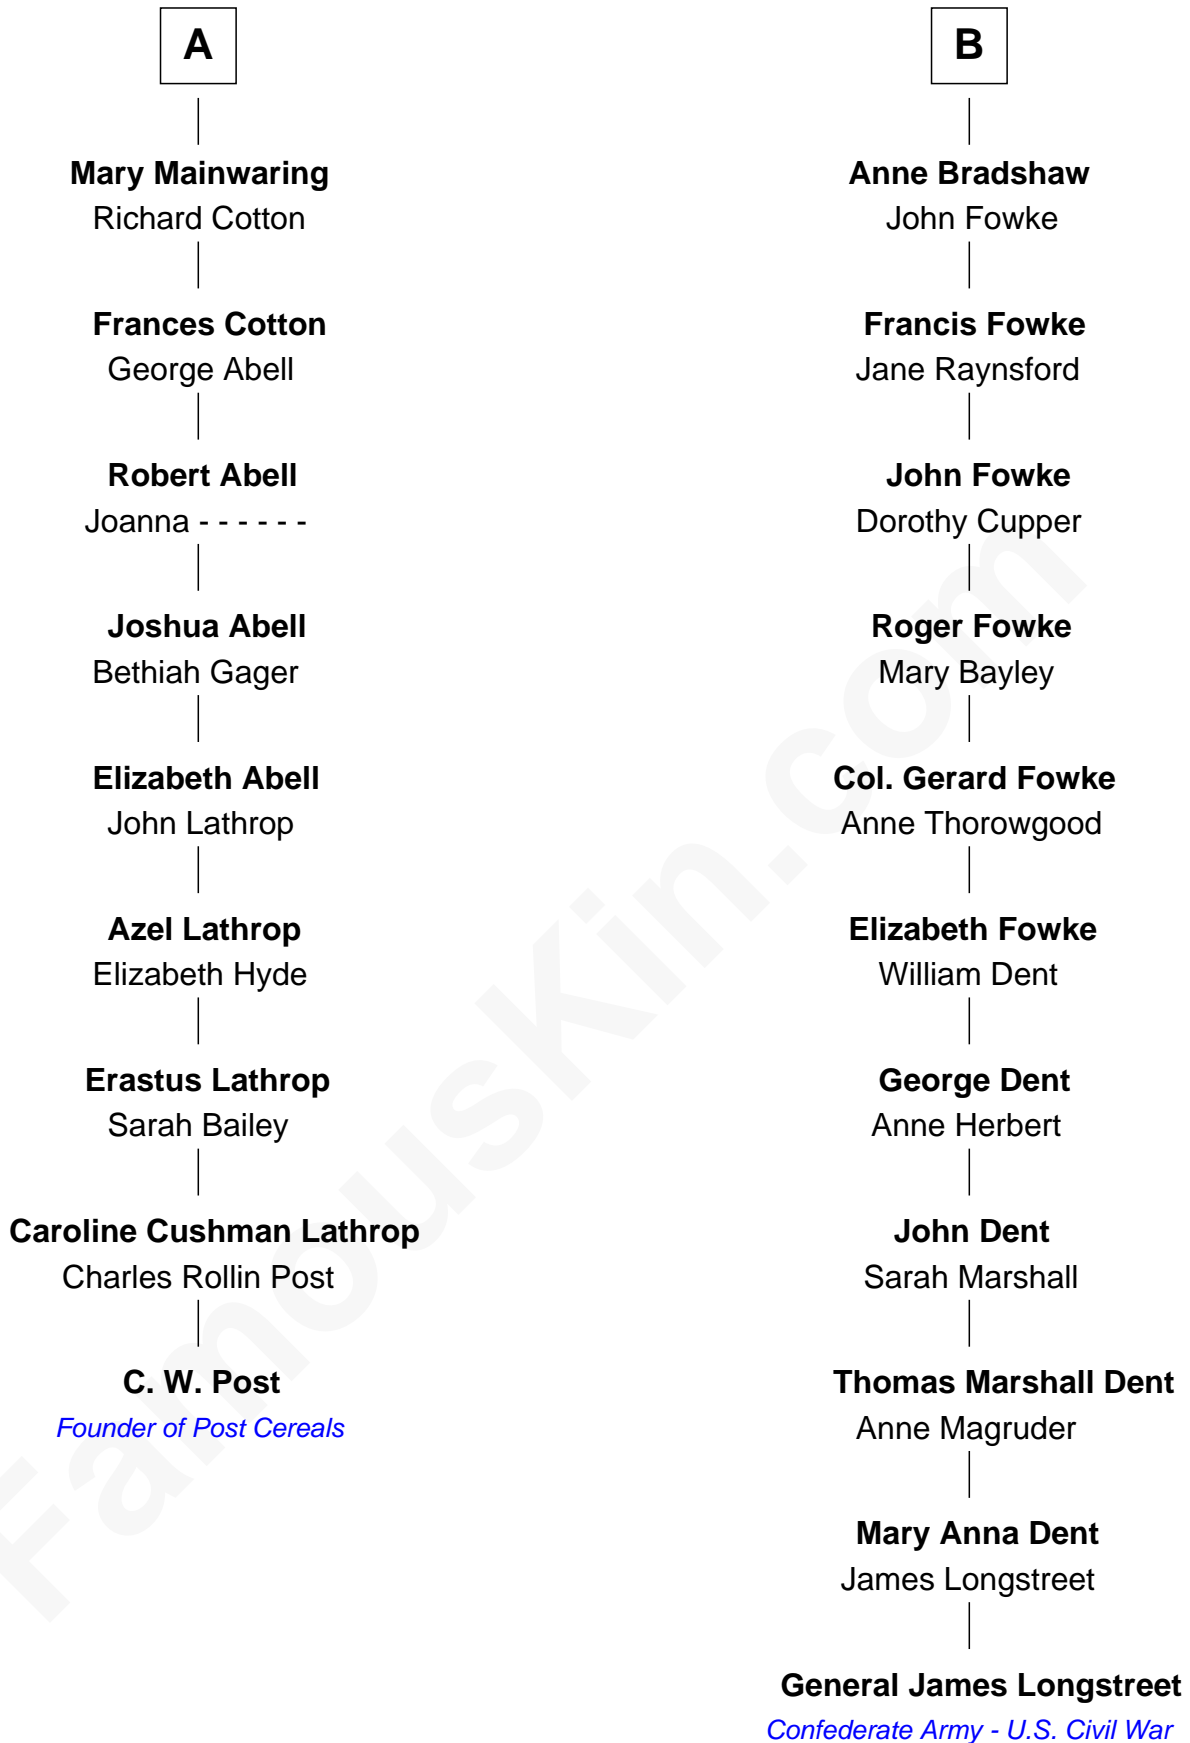 A
Mary Mainwaring
Richard Cotton
Frances Cotton
George Abell
Robert Abell
Joanna - - - - - -
Joshua Abell
Bethiah Gager
Elizabeth Abell
John Lathrop
Azel Lathrop
Elizabeth Hyde
Erastus Lathrop
Sarah Bailey
Caroline Cushman Lathrop
Charles Rollin Post
C. W. Post
Founder of Post Cereals
B
Anne Bradshaw
John Fowke
Francis Fowke
Jane Raynsford
John Fowke
Dorothy Cupper
Roger Fowke
Mary Bayley
Col. Gerard Fowke
Anne Thorowgood
Elizabeth Fowke
William Dent
George Dent
Anne Herbert
John Dent
Sarah Marshall
Thomas Marshall Dent
Anne Magruder
Mary Anna Dent
James Longstreet
General James Longstreet
Confederate Army - U.S. Civil War
FamousKin.com